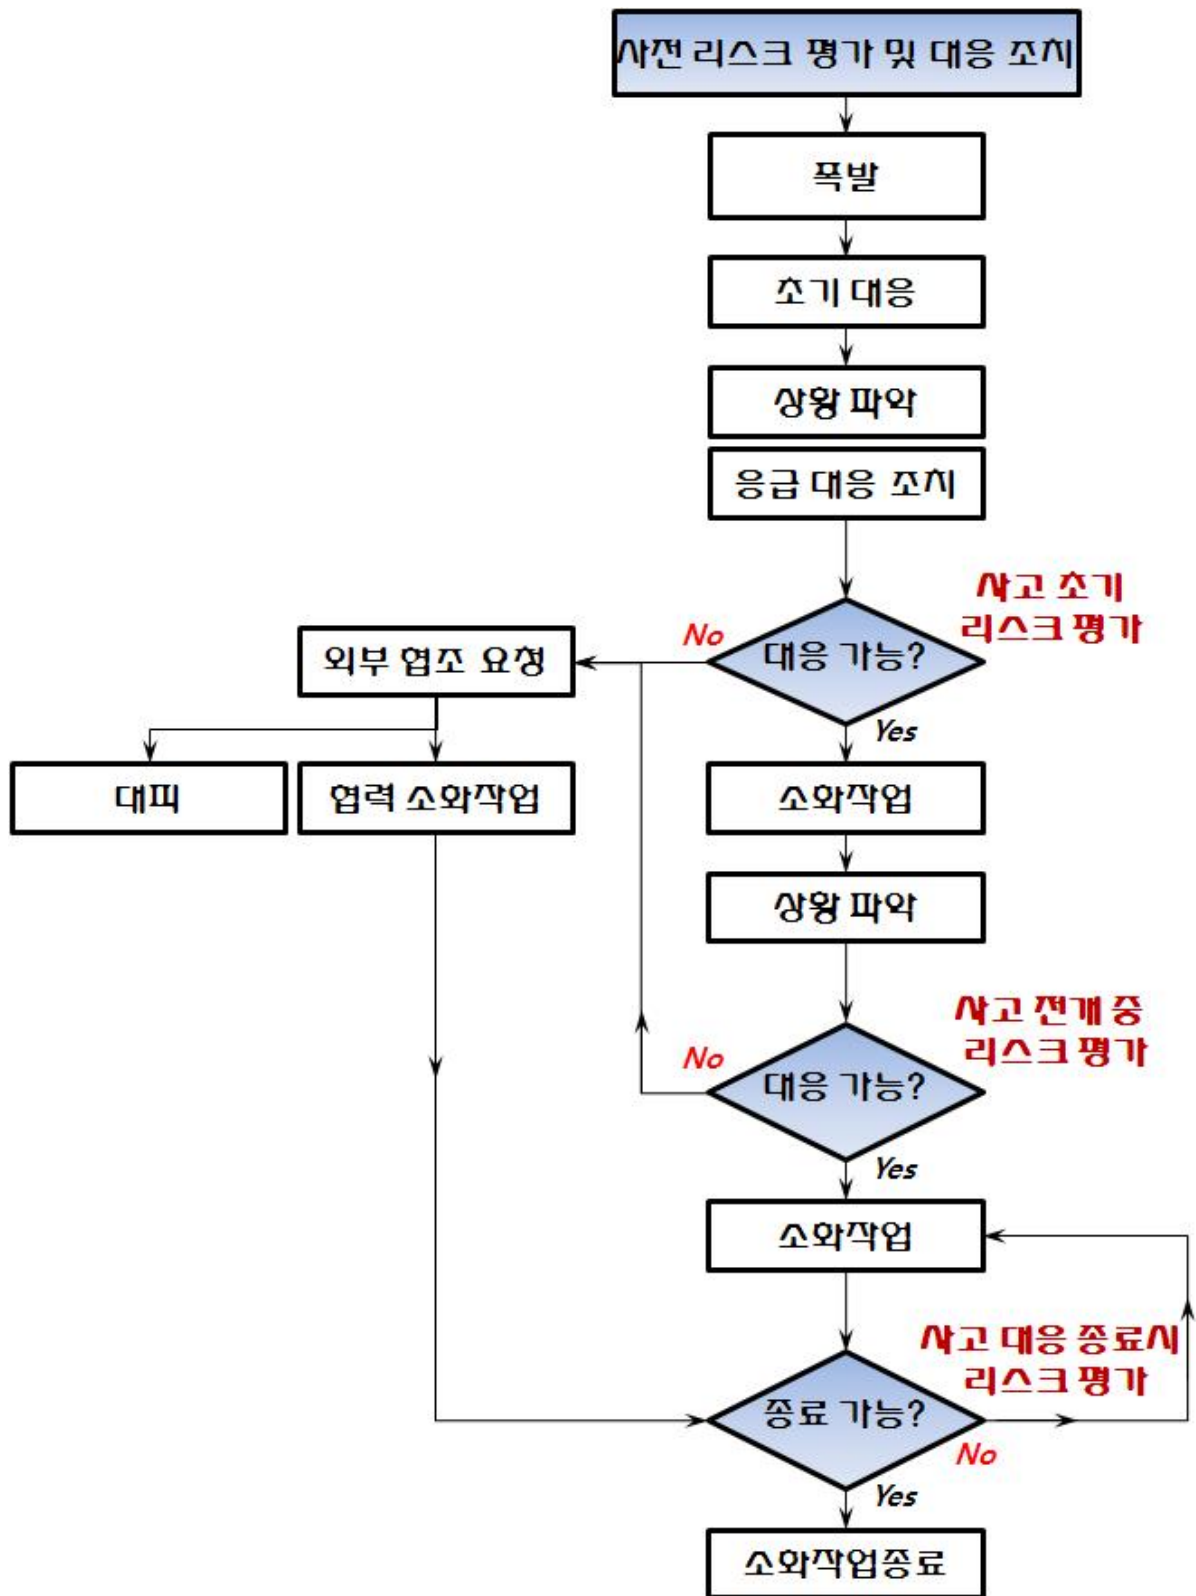 사전 리스크 평가 및 대응 조치
폭발
초기 대응
상황 파악
응급 대응 조치
사고 초기
리스크 평가
대응 가능?
No
외부 협조 요청
Yes
대피
협력 소화작업
소화작업
상황 파악
사고 전개 중
리스크 평가
No
대응 가능?
Yes
소화작업
사고 대응 종료시
리스크 평가
종료 가능?
No
Yes
소화작업종료